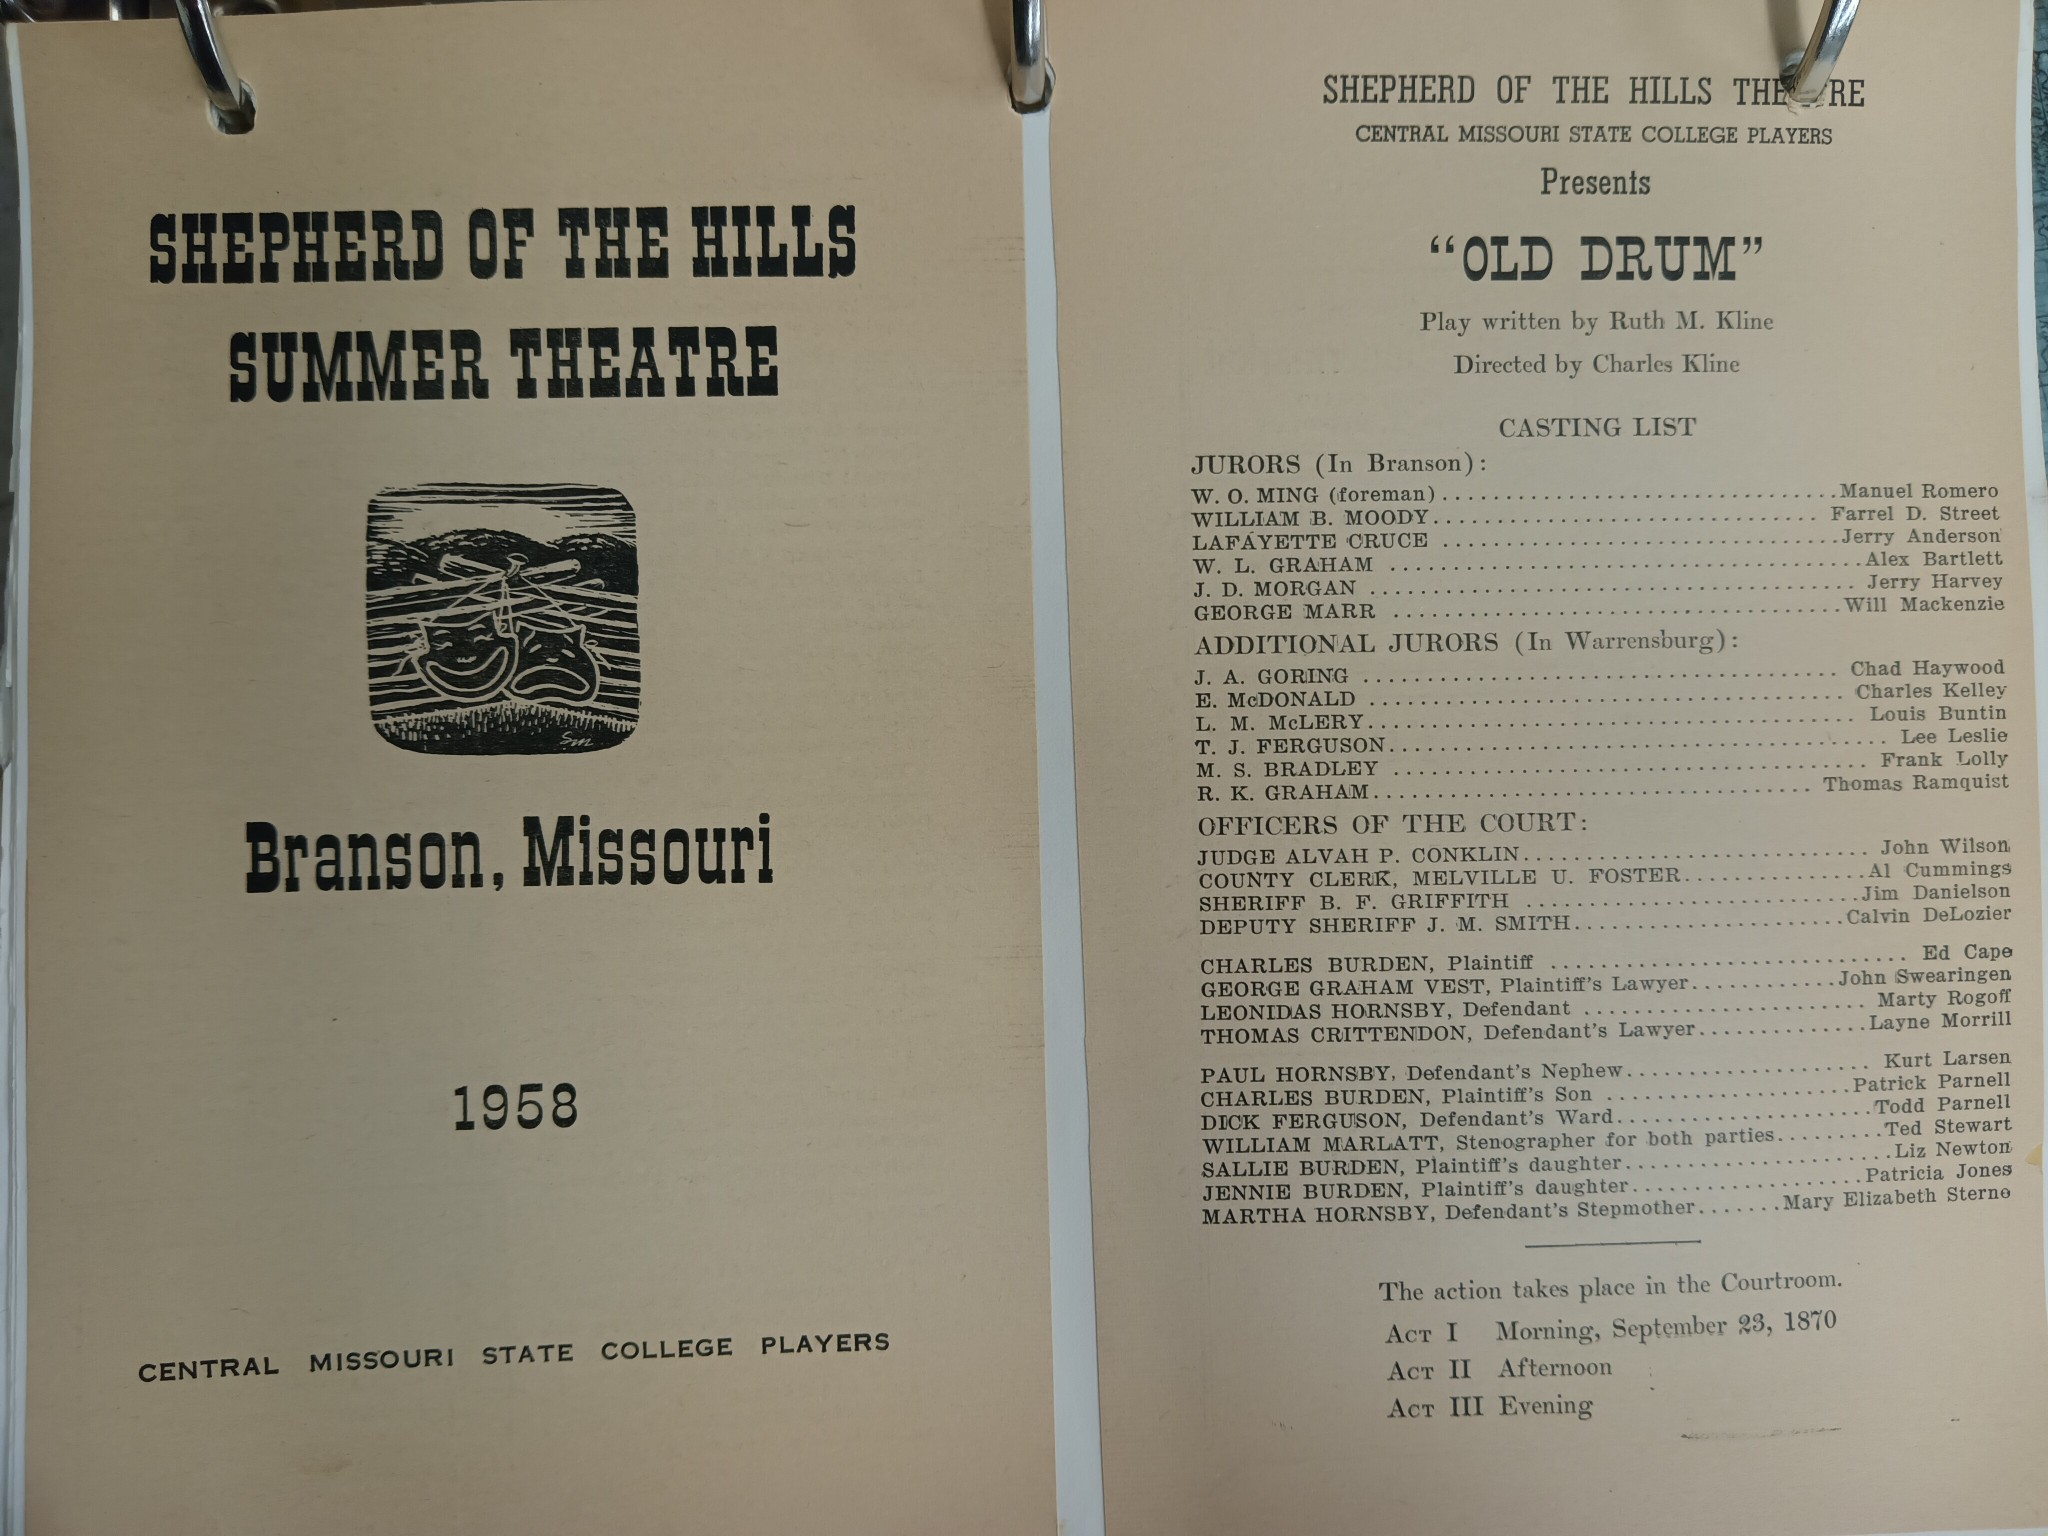 SHEPHERD OF THE HILLS
SUMMER THEATRE
Sm
Branson, Missouri
1958
CENTRAL MISSOURI STATE COLLEGE PLAYERS
SHEPHERD OF THE HILLS THEATRE
CENTRAL MISSOURI STATE COLLEGE PLAYERS
Presents
"OLD DRUM"
Play written by Ruth M. Kline
Directed by Charles Kline
CASTING LIST
JURORS (In Branson):
W. O. MING (foreman) Manuel Romero
WILLIAM B. MOODY Farrel D. Street
LAFAYETTE CRUCE Jerry Anderson
W. L. GRAHAM Alex Bartlett
J. D. MORGAN Jerry Harvey
GEORGE MARR Will Mackenzie
ADDITIONAL JURORS (In Warrensburg):
J. A. GORING Chad Haywood
E. McDONALD Charles Kelley
L. M. McLERY Louis Buntin
T. J. FERGUSON Lee Leslie
M. S. BRADLEY Frank Lolly
R. K. GRAHAM Thomas Ramquist
OFFICERS OF THE COURT:
JUDGE ALVAH P. CONKLIN John Wilson
COUNTY CLERK, MELVILLE U. FOSTER Al Cummings
SHERIFF B. F. GRIFFITH Jim Danielson
DEPUTY SHERIFF J. M. SMITH Calvin DeLozier
CHARLES BURDEN, Plaintiff Ed Cape
GEORGE GRAHAM VEST, Plaintiff's Lawyer John Swearingen
LEONIDAS HORNSBY, Defendant Marty Rogoff
THOMAS CRITTENDON, Defendant's Lawyer Layne Morrill
PAUL HORNSBY, Defendant's Nephew Kurt Larsen
CHARLES BURDEN, Plaintiff's Son Patrick Parnell
DICK FERGUSON, Defendant's Ward Todd Parnell
WILLIAM MARLATT, Stenographer for both parties Ted Stewart
SALLIE BURDEN, Plaintiff's daughter Liz Newton
JENNIE BURDEN, Plaintiff's daughter Patricia Jones
MARTHA HORNSBY, Defendant's Stepmother Mary Elizabeth Sterne
The action takes place in the Courtroom.
ACT I Morning, September 23, 1870
ACT II Afternoon
ACT III Evening